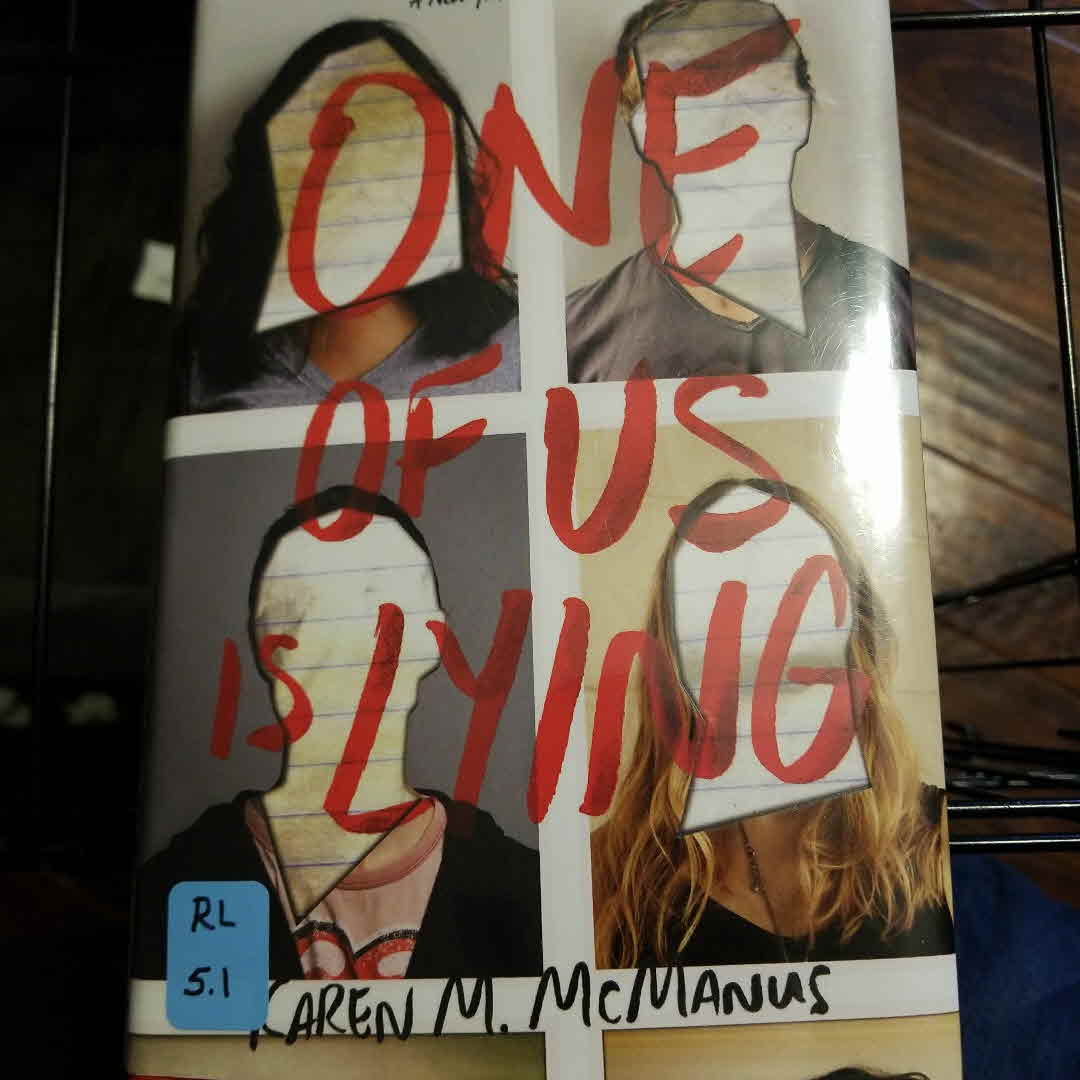 ONE
OF US
IS LYING
RL
5.1
KAREN M. McMANUS